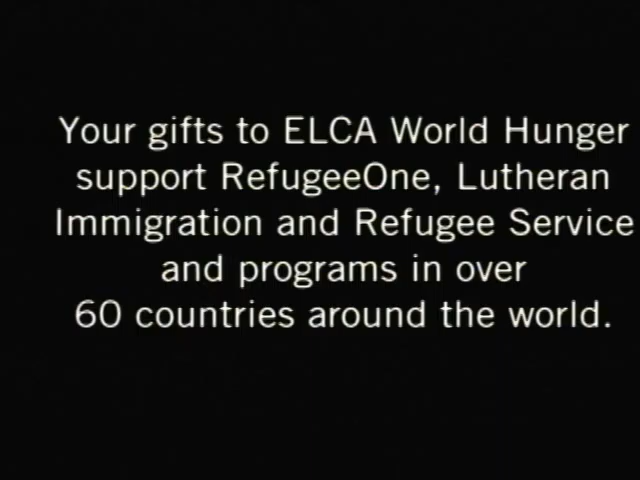 Your gifts to ELCA World Hunger
support RefugeeOne, Lutheran
Immigration and Refugee Service
and programs in over
60 countries around the world.